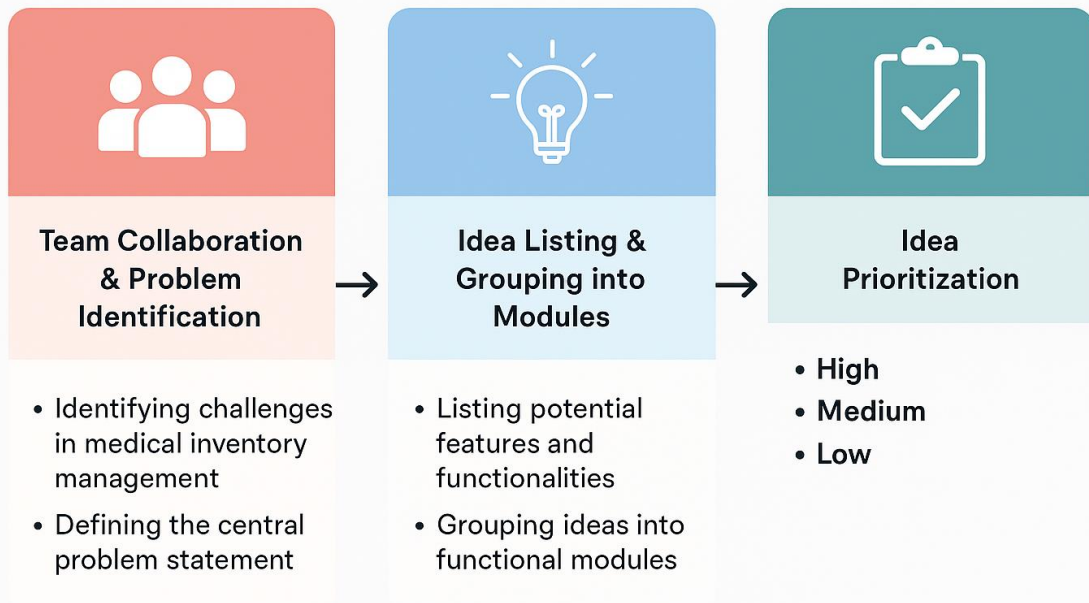 Team Collaboration
& Problem
Identification
• Identifying challenges
in medical inventory
management
• Defining the central
problem statement
Idea Listing &
Grouping into
Modules
• Listing potential
features and
functionalities
• Grouping ideas into
functional modules
Idea
Prioritization
• High
• Medium
• Low